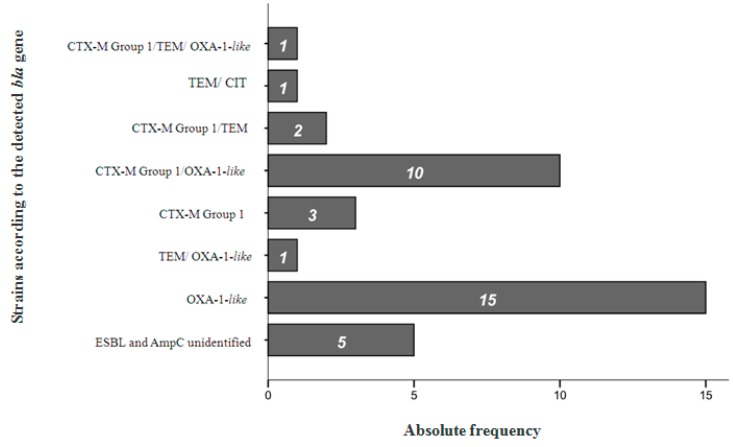 Strains according to the detected bla gene
CTX-M Group 1/TEM/ OXA-1-like
1
TEM/ CIT
1
CTX-M Group 1/TEM
2
CTX-M Group 1/OXA-1-like
10
CTX-M Group 1
3
TEM/ OXA-1-like
1
OXA-1-like
15
ESBL and AmpC unidentified
5
0 5 10 15
Absolute frequency